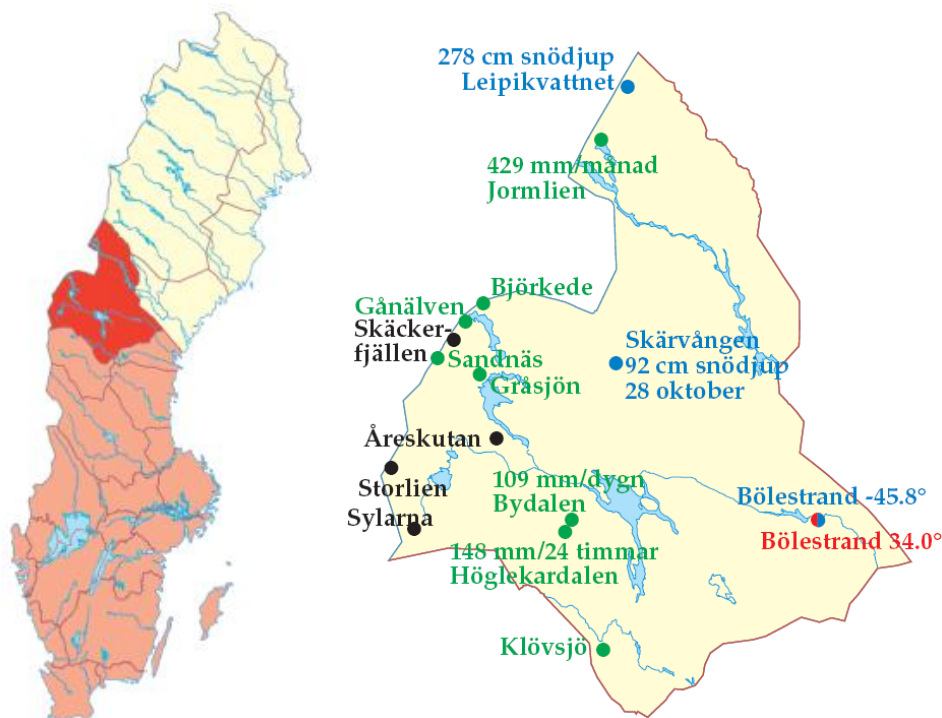 278 cm snödjup
Leipikvattnet
429 mm/månad
Jormlien
Björkede
Gånälven
Skäcker-
fjällen
Sandnäs
Gråsjön
Skärvången
92 cm snödjup
28 oktober
Åreskutan
Storlien
109 mm/dygn
Bydalen
Sylarna
148 mm/24 timmar
Höglekardalen
Bölestrand -45.8°
Bölestrand 34.0°
Klövsjö